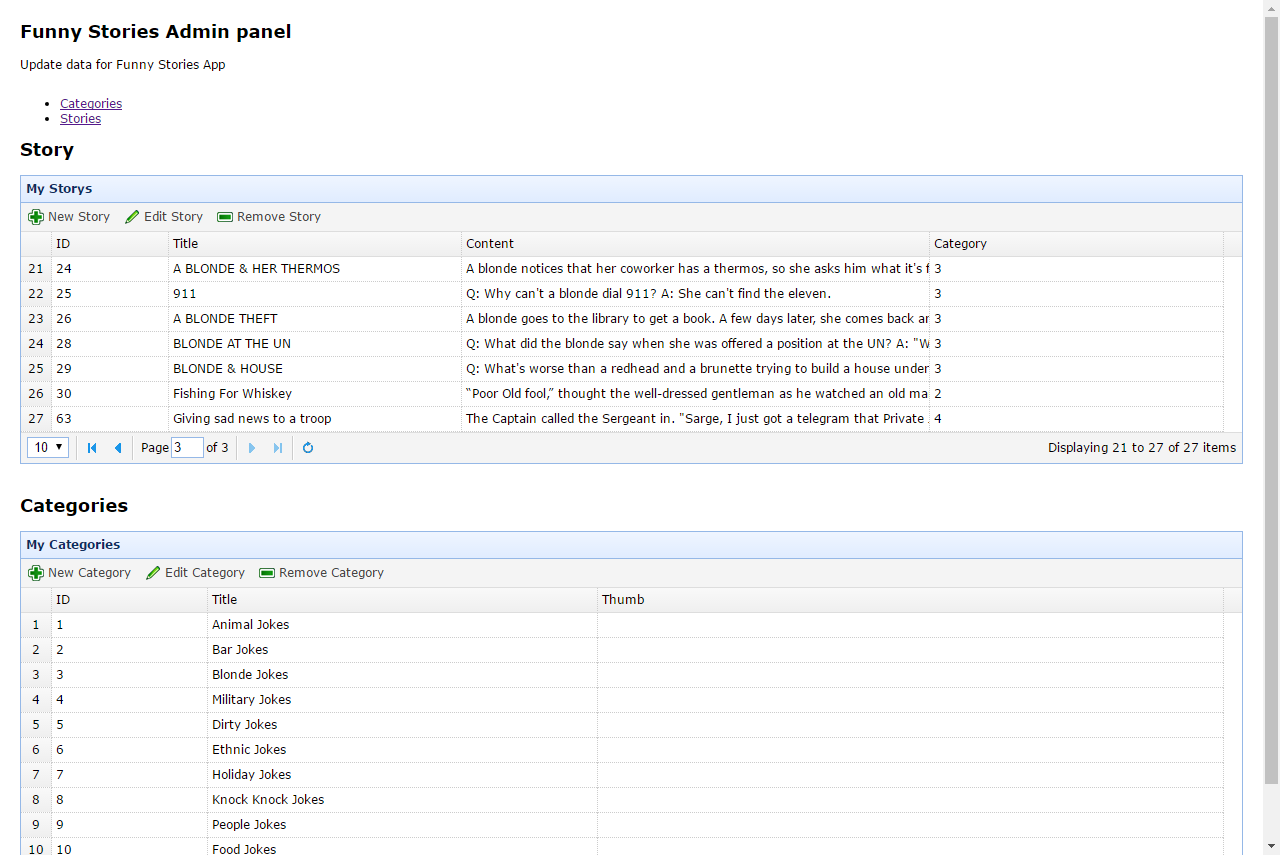 Funny Stories Admin panel
Update data for Funny Stories App
Categories
Stories
Story
My Storys
New Story Edit Story Remove Story
ID Title Content Category
21 24 A BLONDE & HER THERMOS A blonde notices that her coworker has a thermos, so she asks him what it's f 3
22 25 911 Q: Why can't a blonde dial 911? A: She can't find the eleven. 3
23 26 A BLONDE THEFT A blonde goes to the library to get a book. A few days later, she comes back ar 3
24 28 BLONDE AT THE UN Q: What did the blonde say when she was offered a position at the UN? A: "W 3
25 29 BLONDE & HOUSE Q: What's worse than a redhead and a brunette trying to build a house under 3
26 30 Fishing For Whiskey “Poor Old fool,” thought the well-dressed gentleman as he watched an old ma 2
27 63 Giving sad news to a troop The Captain called the Sergeant in. "Sarge, I just got a telegram that Private 4
10 Page 3 of 3 Displaying 21 to 27 of 27 items
Categories
My Categories
New Category Edit Category Remove Category
ID Title Thumb
1 1 Animal Jokes
2 2 Bar Jokes
3 3 Blonde Jokes
4 4 Military Jokes
5 5 Dirty Jokes
6 6 Ethnic Jokes
7 7 Holiday Jokes
8 8 Knock Knock Jokes
9 9 People Jokes
10 10 Food Jokes